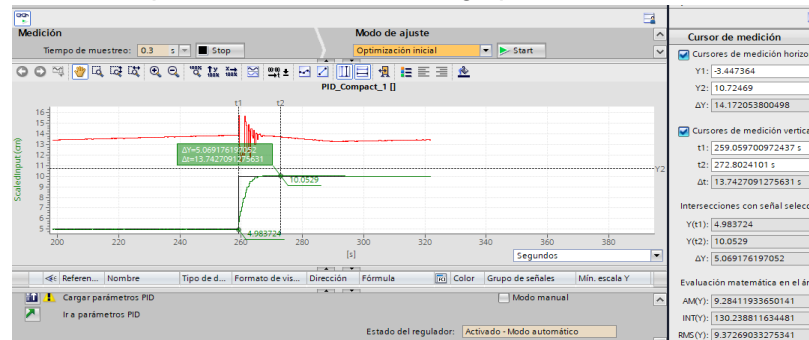 Medición
Modo de ajuste
Tiempo de muestreo: 0.3 s Stop
Optimización inicial Start
PID_Compact_1 []
t1 t2
16
15
14
13
12
11
10
9
8
7
6
5
ScaledInput (cm)
ΔY=5.069176197052
Δt=13.7427091275631
Y2
10.0529
4.983724
200 220 240 260 280 300 320 340 360 380
[s]
Segundos
Referen... Nombre Tipo de d... Formato de vis... Dirección Fórmula Color Grupo de señales Mín. escala Y
Cargar parámetros PID
Modo manual
Ir a parámetros PID
Estado del regulador: Activado - Modo automático
Cursor de medición
Cursores de medición horizo
Y1: -3.447364
Y2: 10.72469
ΔY: 14.172053800498
Cursores de medición vertica
t1: 259.059700972437 s
t2: 272.8024101 s
Δt: 13.7427091275631 s
Intersecciones con señal selecc
Y(t1): 4.983724
Y(t2): 10.0529
ΔY: 5.069176197052
Evaluación matemática en el ár
AM(Y): 9.28411933650141
INT(Y): 130.238811634481
RMS(Y): 9.37269033275341